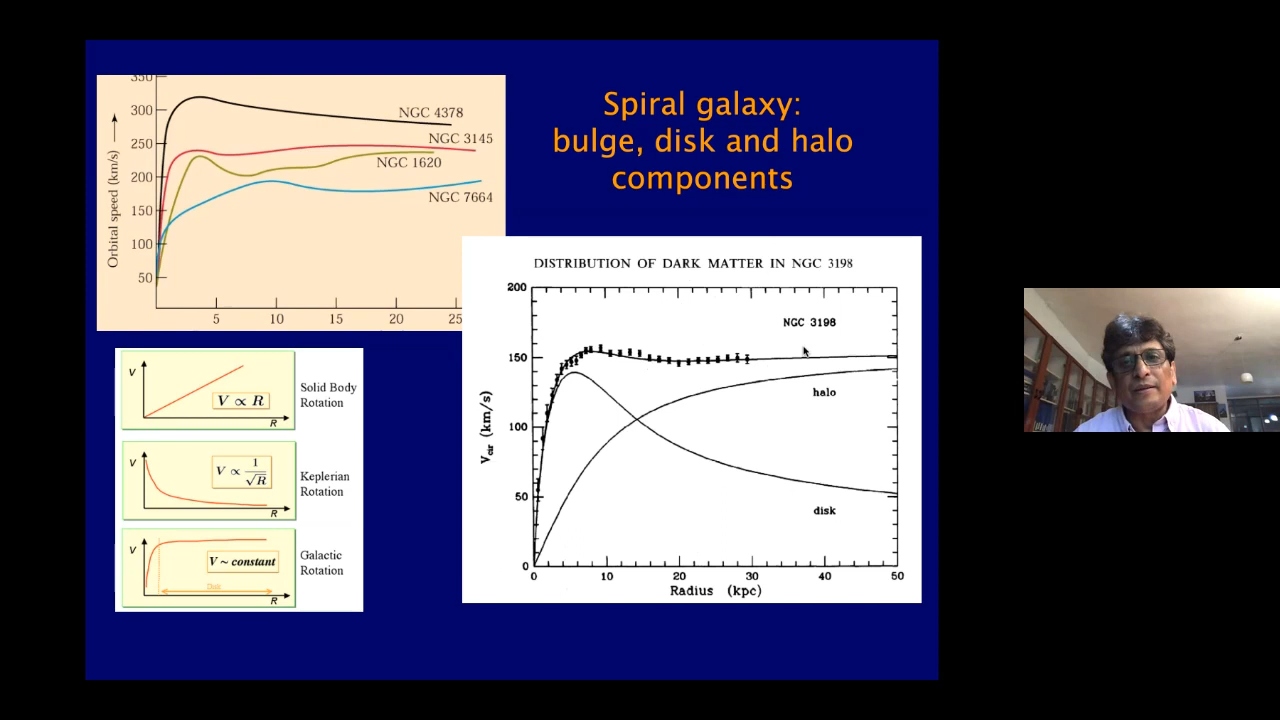 Spiral galaxy:
bulge, disk and halo
components
350
300
250
200
150
100
50
Orbital speed (km/s)
NGC 4378
NGC 3145
NGC 1620
NGC 7664
5 10 15 20 25
V
V ∝ R
R
Solid Body
Rotation
V
V ∝ 1/√R
R
Keplerian
Rotation
V
V ~ constant
R
Galactic
Rotation
DISTRIBUTION OF DARK MATTER IN NGC 3198
200
150
100
50
0
V_cir (km/s)
NGC 3198
halo
disk
0 10 20 30 40 50
Radius (kpc)